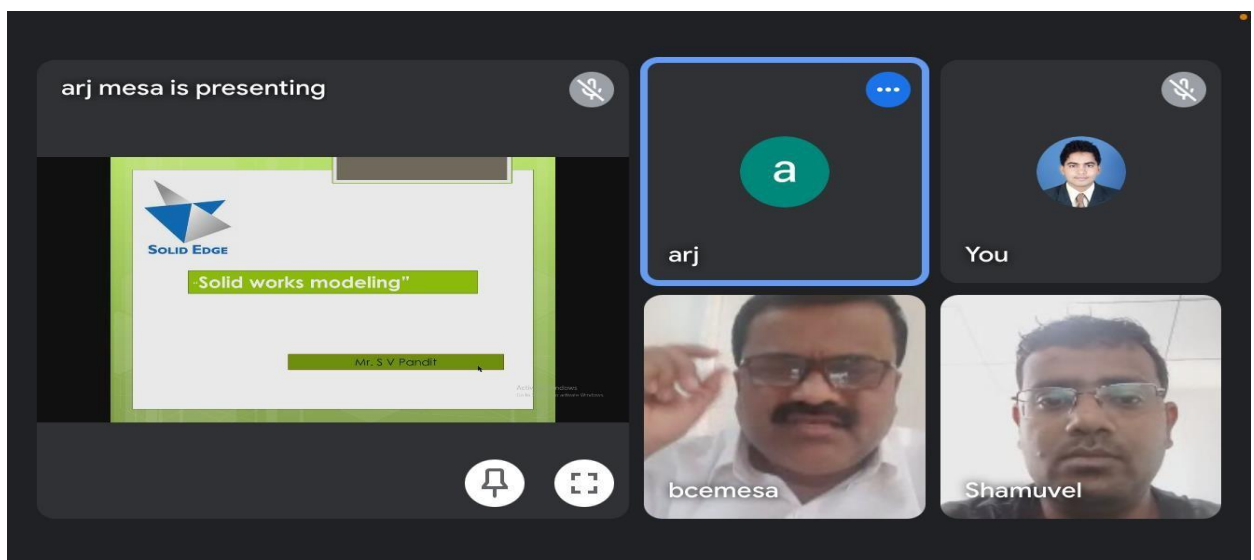 arj mesa is presenting
SOLID EDGE
-Solid works modeling"
Mr. S V Pandit
a
arj
You
bcemesa
Shamuvel